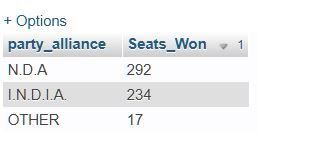 + Options
party_alliance Seats_Won 1
N.D.A 292
I.N.D.I.A. 234
OTHER 17